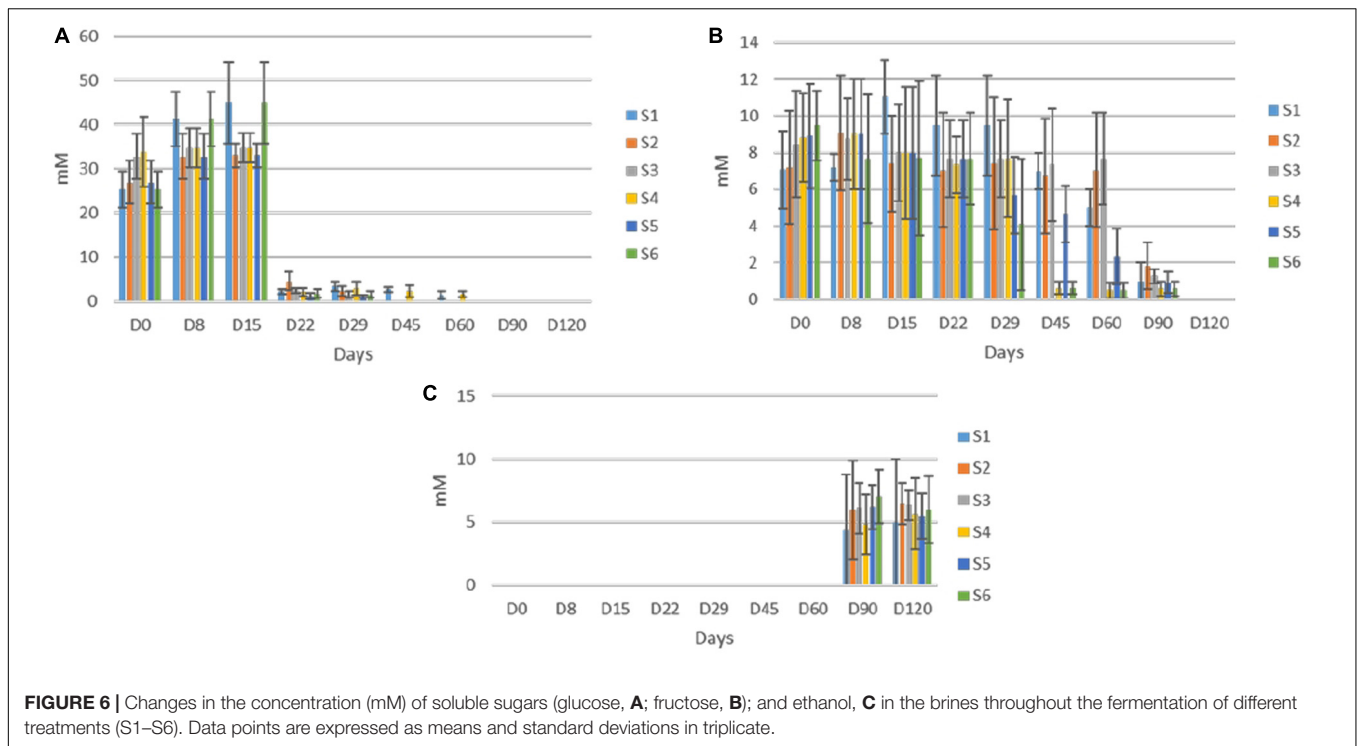 A
60
50
40
30
20
10
0
mM
D0 D8 D15 D22 D29 D45 D60 D90 D120
Days
S1
S2
S3
S4
S5
S6
B
14
12
10
8
6
4
2
0
mM
D0 D8 D15 D22 D29 D45 D60 D90 D120
Days
S1
S2
S3
S4
S5
S6
C
15
10
5
0
mM
D0 D8 D15 D22 D29 D45 D60 D90 D120
Days
S1
S2
S3
S4
S5
S6
FIGURE 6 | Changes in the concentration (mM) of soluble sugars (glucose, A; fructose, B); and ethanol, C in the brines throughout the fermentation of different
treatments (S1–S6). Data points are expressed as means and standard deviations in triplicate.